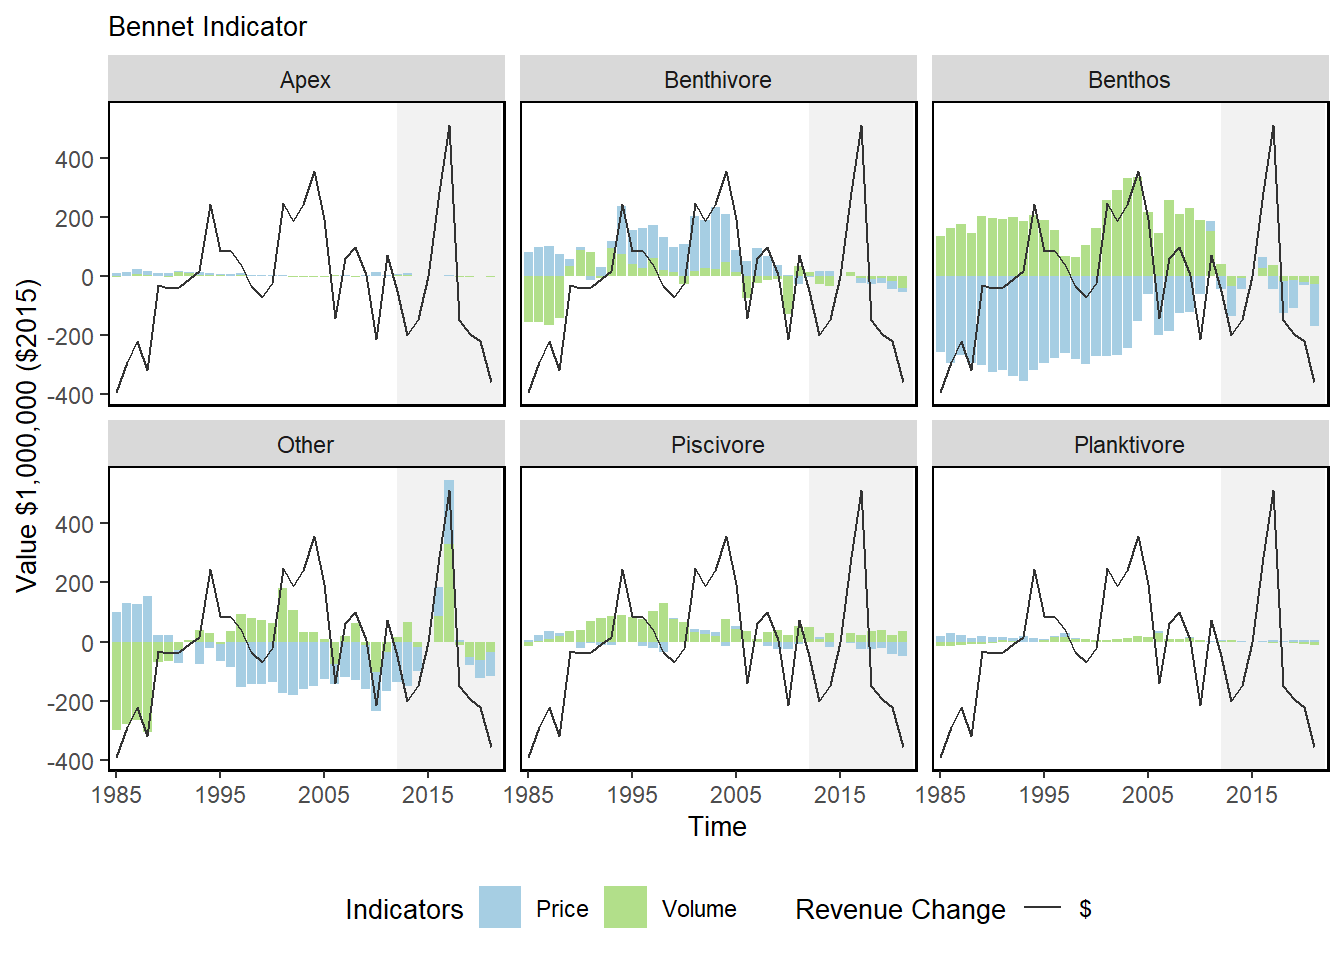 Bennet Indicator
Apex Benthivore Benthos
400
200
0
-200
-400
Other Piscivore Planktivore
400
200
0
-200
-400
Value $1,000,000 ($2015)
1985 1995 2005 2015 1985 1995 2005 2015 1985 1995 2005 2015
Time
Indicators Price Volume Revenue Change $